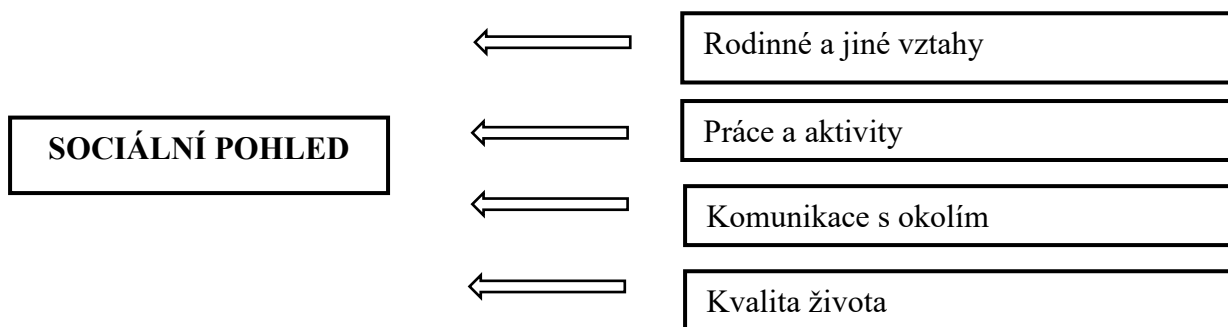 Rodinné a jiné vztahy
SOCIÁLNÍ POHLED
Práce a aktivity
Komunikace s okolím
Kvalita života